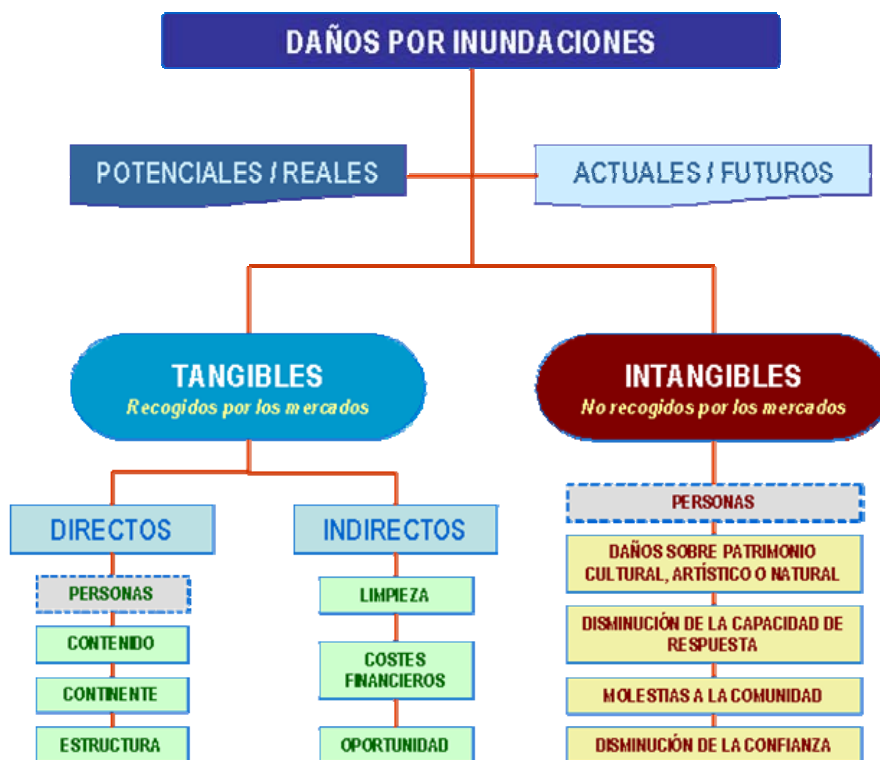 DAÑOS POR INUNDACIONES
POTENCIALES / REALES
ACTUALES / FUTUROS
TANGIBLES
Recogidos por los mercados
INTANGIBLES
No recogidos por los mercados
DIRECTOS
PERSONAS
CONTENIDO
CONTINENTE
ESTRUCTURA
INDIRECTOS
LIMPIEZA
COSTES
FINANCIEROS
OPORTUNIDAD
PERSONAS
DAÑOS SOBRE PATRIMONIO
CULTURAL, ARTÍSTICO O NATURAL
DISMINUCIÓN DE LA CAPACIDAD DE
RESPUESTA
MOLESTIAS A LA COMUNIDAD
DISMINUCIÓN DE LA CONFIANZA